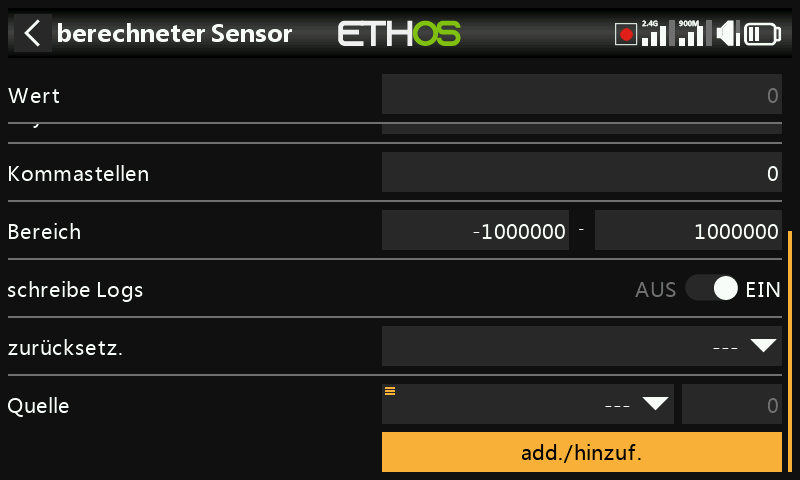 berechneter Sensor ETHOS 2.4G 900M
Wert 0
Kommastellen 0
Bereich -1000000 - 1000000
schreibe Logs AUS EIN
zurücksetz. ---
Quelle --- 0
add./hinzuf.